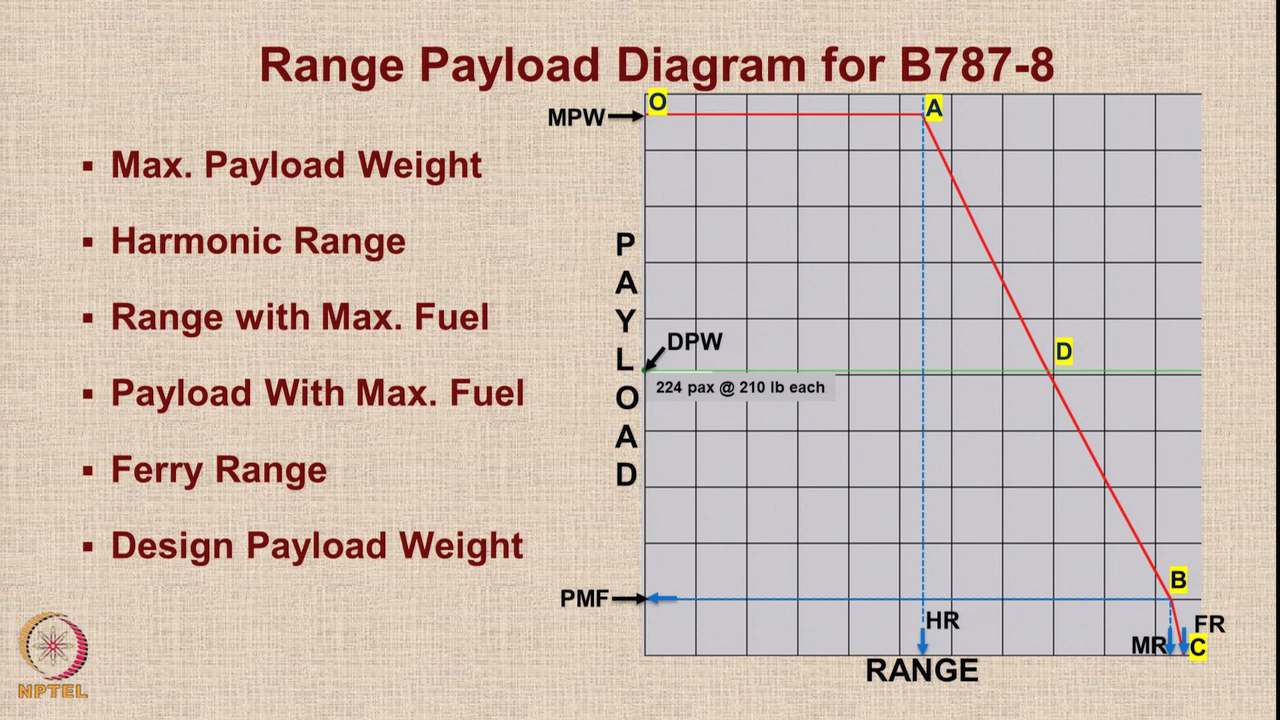 Range Payload Diagram for B787-8
▪ Max. Payload Weight
▪ Harmonic Range
▪ Range with Max. Fuel
▪ Payload With Max. Fuel
▪ Ferry Range
▪ Design Payload Weight
MPW
O
A
PAYLOAD
DPW
224 pax @ 210 lb each
D
PMF
B
HR
MR
FR
C
RANGE
NPTEL